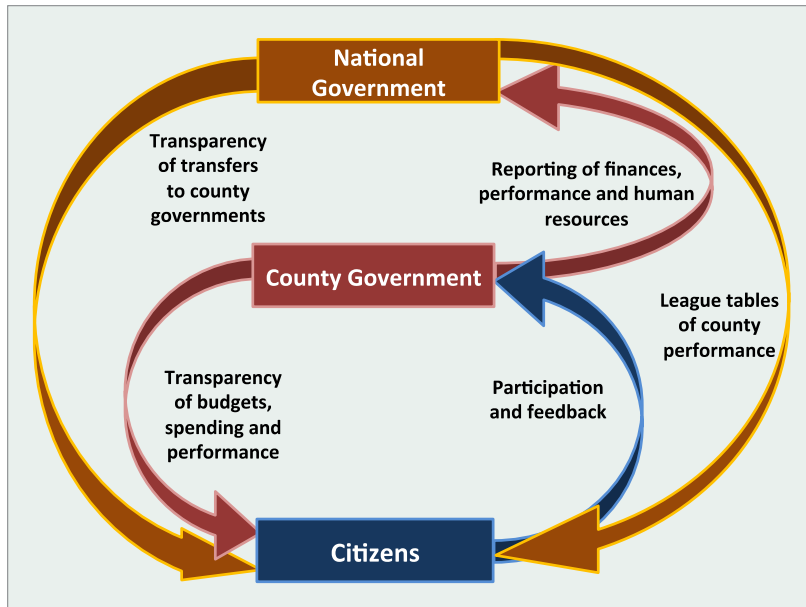 National
Government
Transparency
of transfers
to county
governments
Reporting of finances,
performance and human
resources
County Government
League tables
of county
performance
Transparency
of budgets,
spending and
performance
Participation
and feedback
Citizens